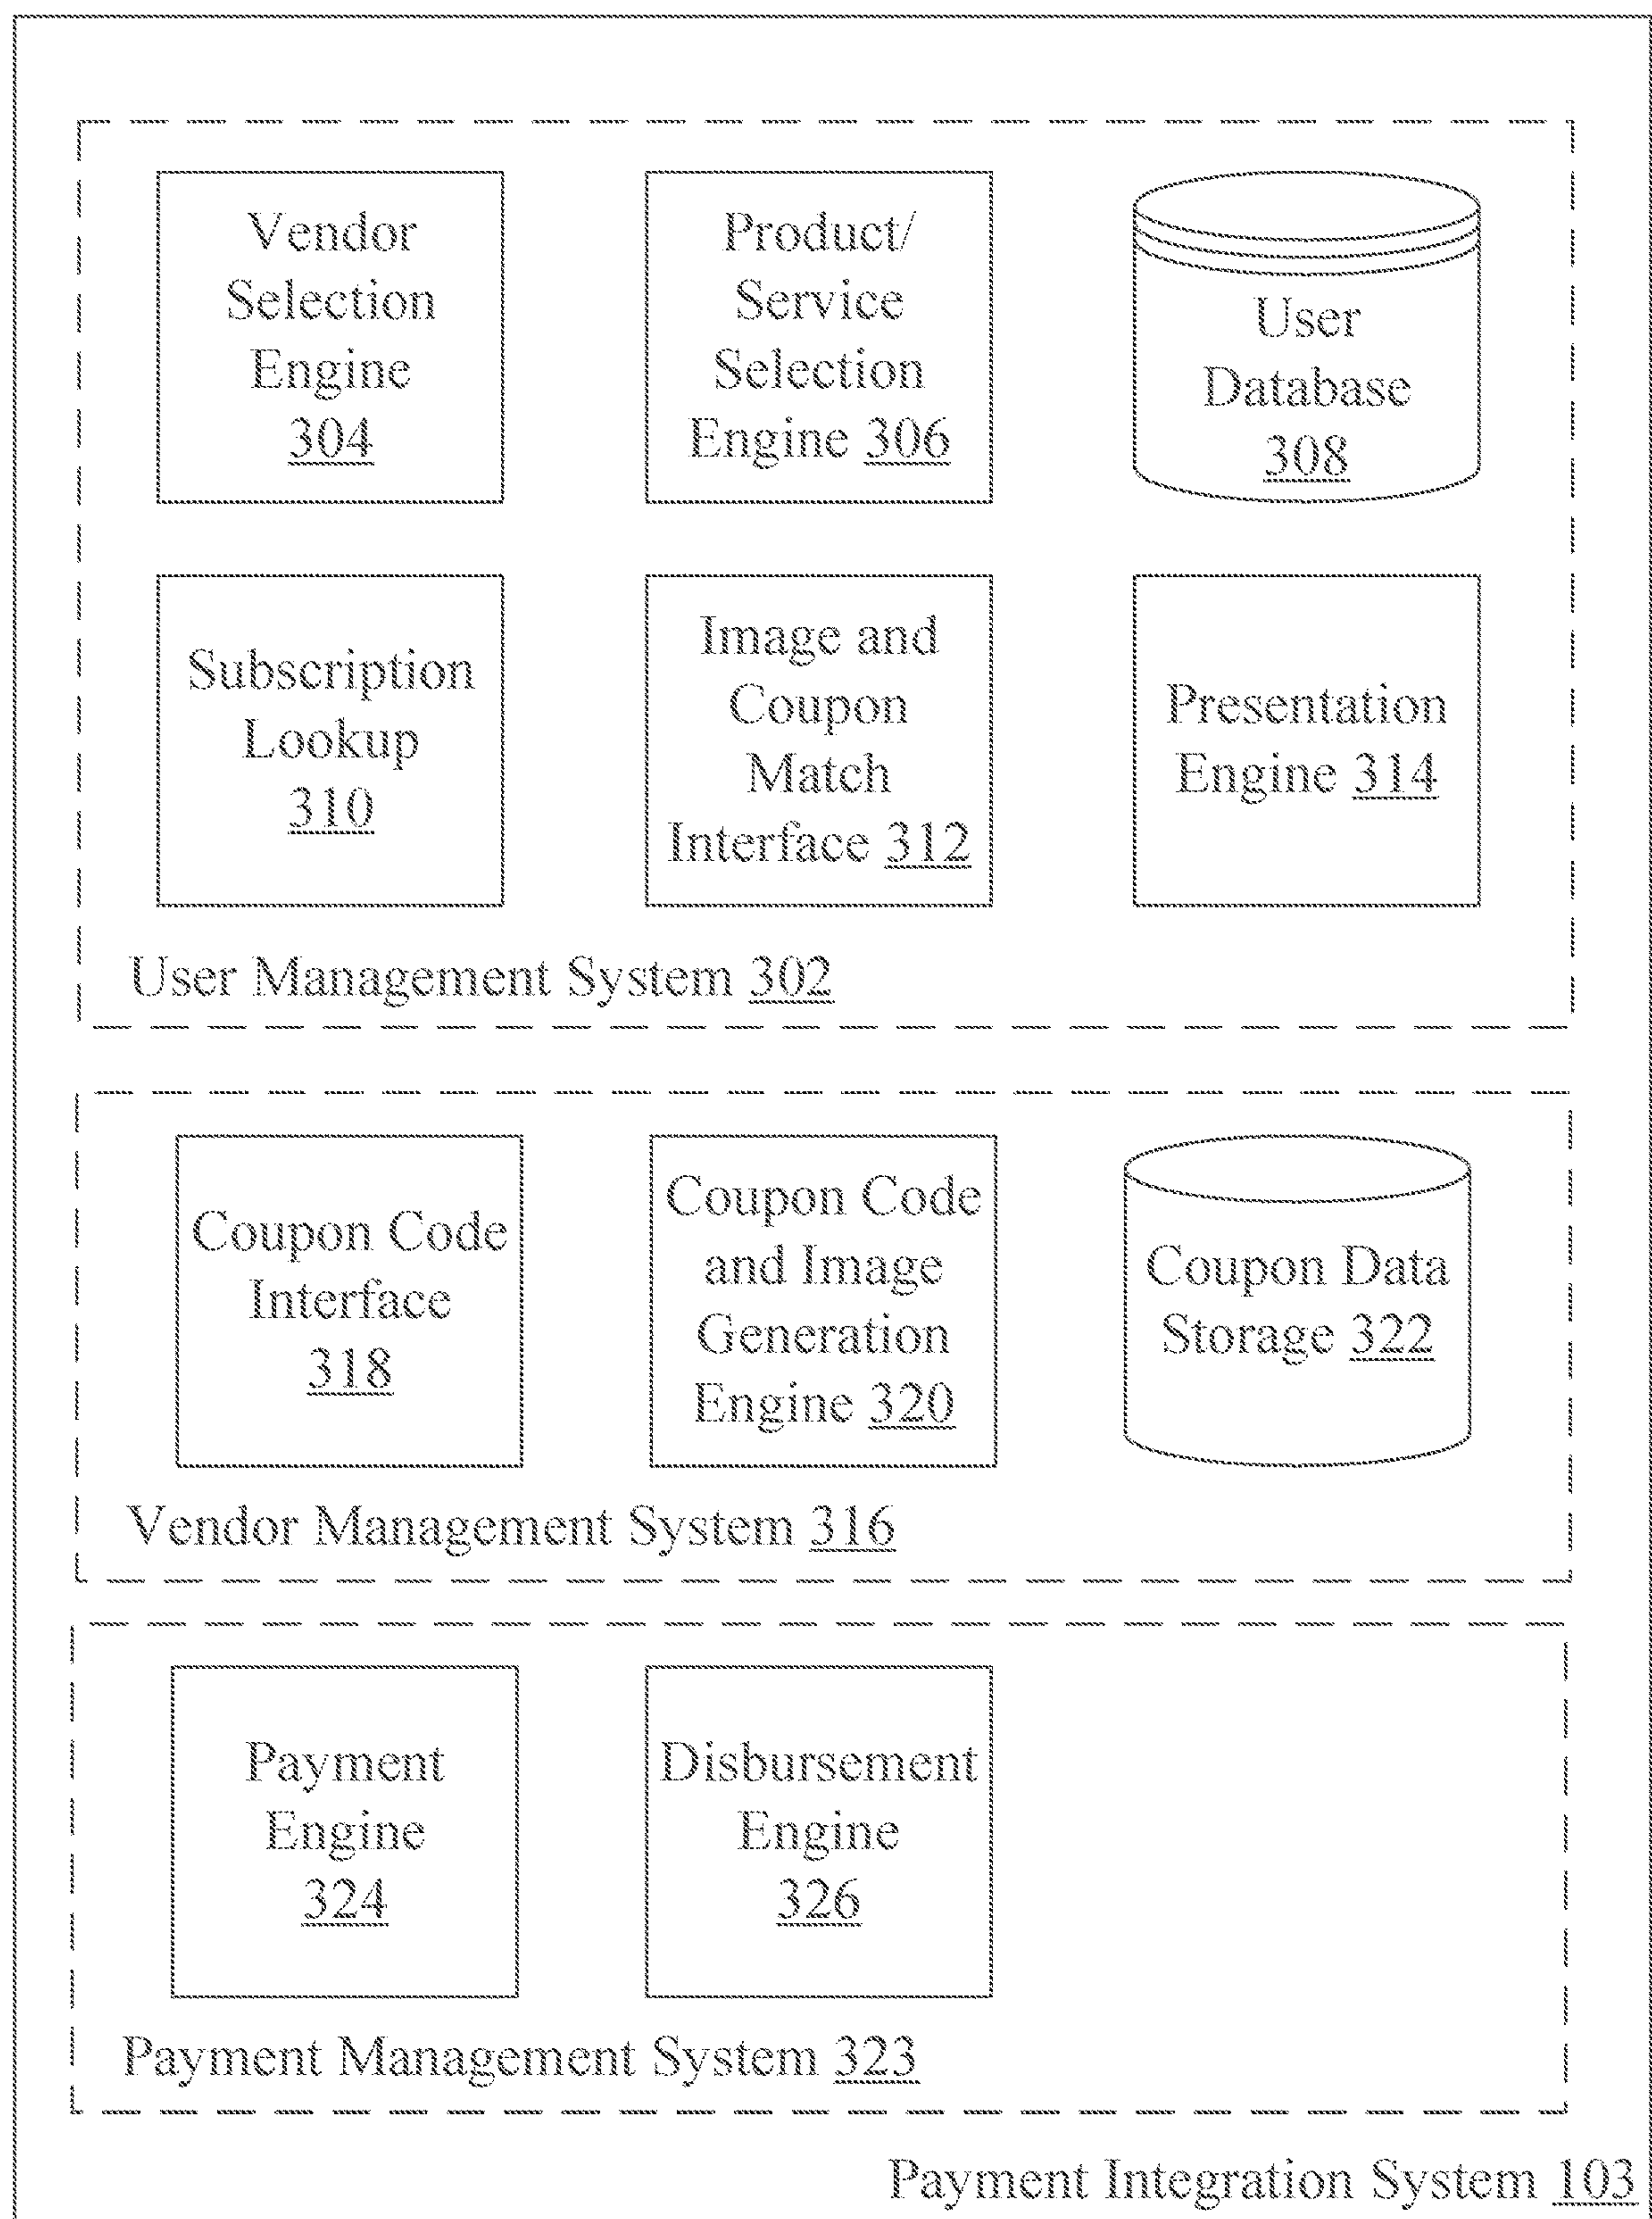 Vendor
Selection
Engine
304
Product/
Service
Selection
Engine 306
User
Database
308
Subscription
Lookup
310
Image and
Coupon
Match
Interface 312
Presentation
Engine 314
User Management System 302
Coupon Code
Interface
318
Coupon Code
and Image
Generation
Engine 320
Coupon Data
Storage 322
Vendor Management System 316
Payment
Engine
324
Disbursement
Engine
326
Payment Management System 323
Payment Integration System 103